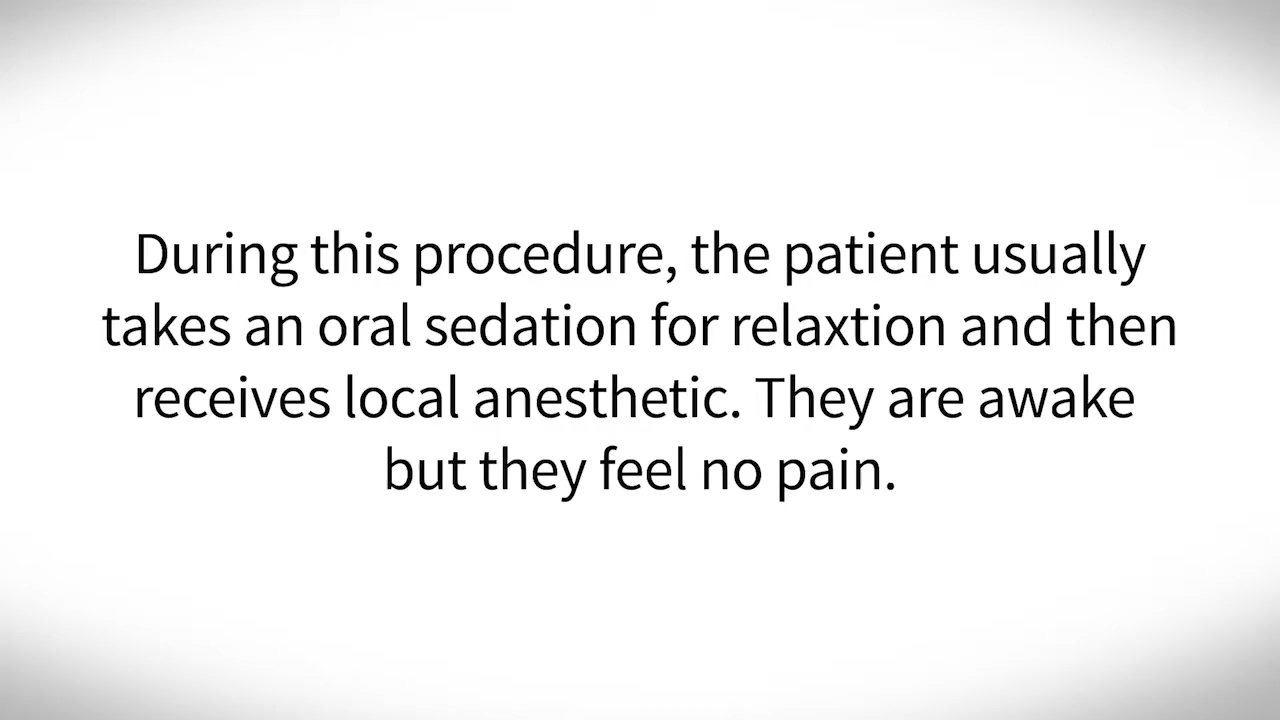 During this procedure, the patient usually
takes an oral sedation for relaxtion and then
receives local anesthetic. They are awake
but they feel no pain.